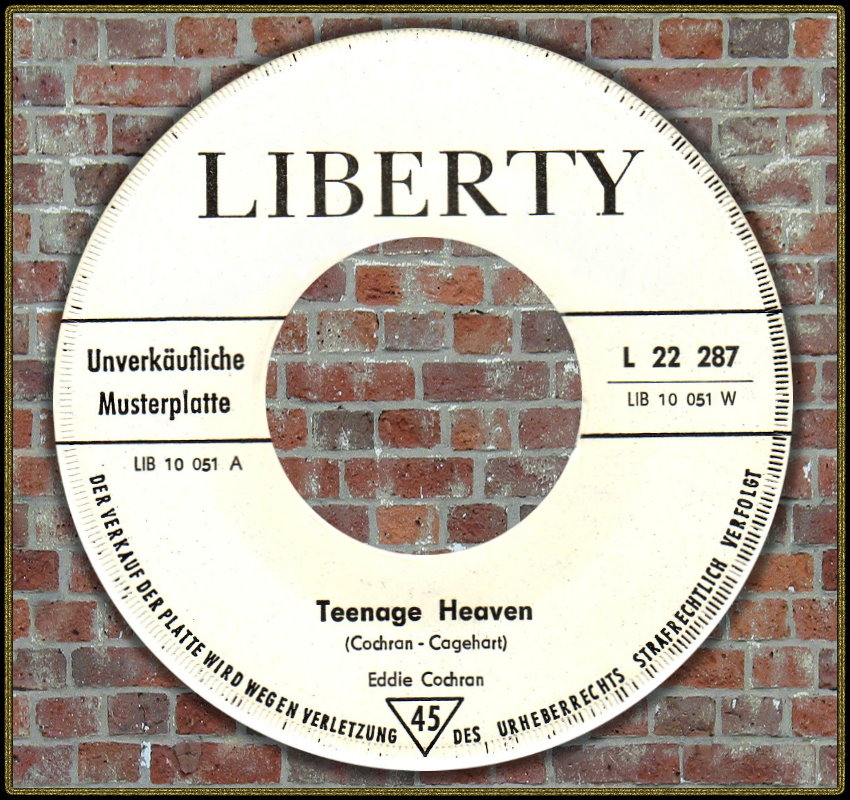 LIBERTY
Unverkäufliche
Musterplatte
LIB 10 051 A
L 22 287
LIB 10 051 W
Teenage Heaven
(Cochran - Cagehart)
Eddie Cochran
45
DER VERKAUF DER PLATTE WIRD WEGEN VERLETZUNG DES URHEBERRECHTS STRAFRECHTLICH VERFOLGT